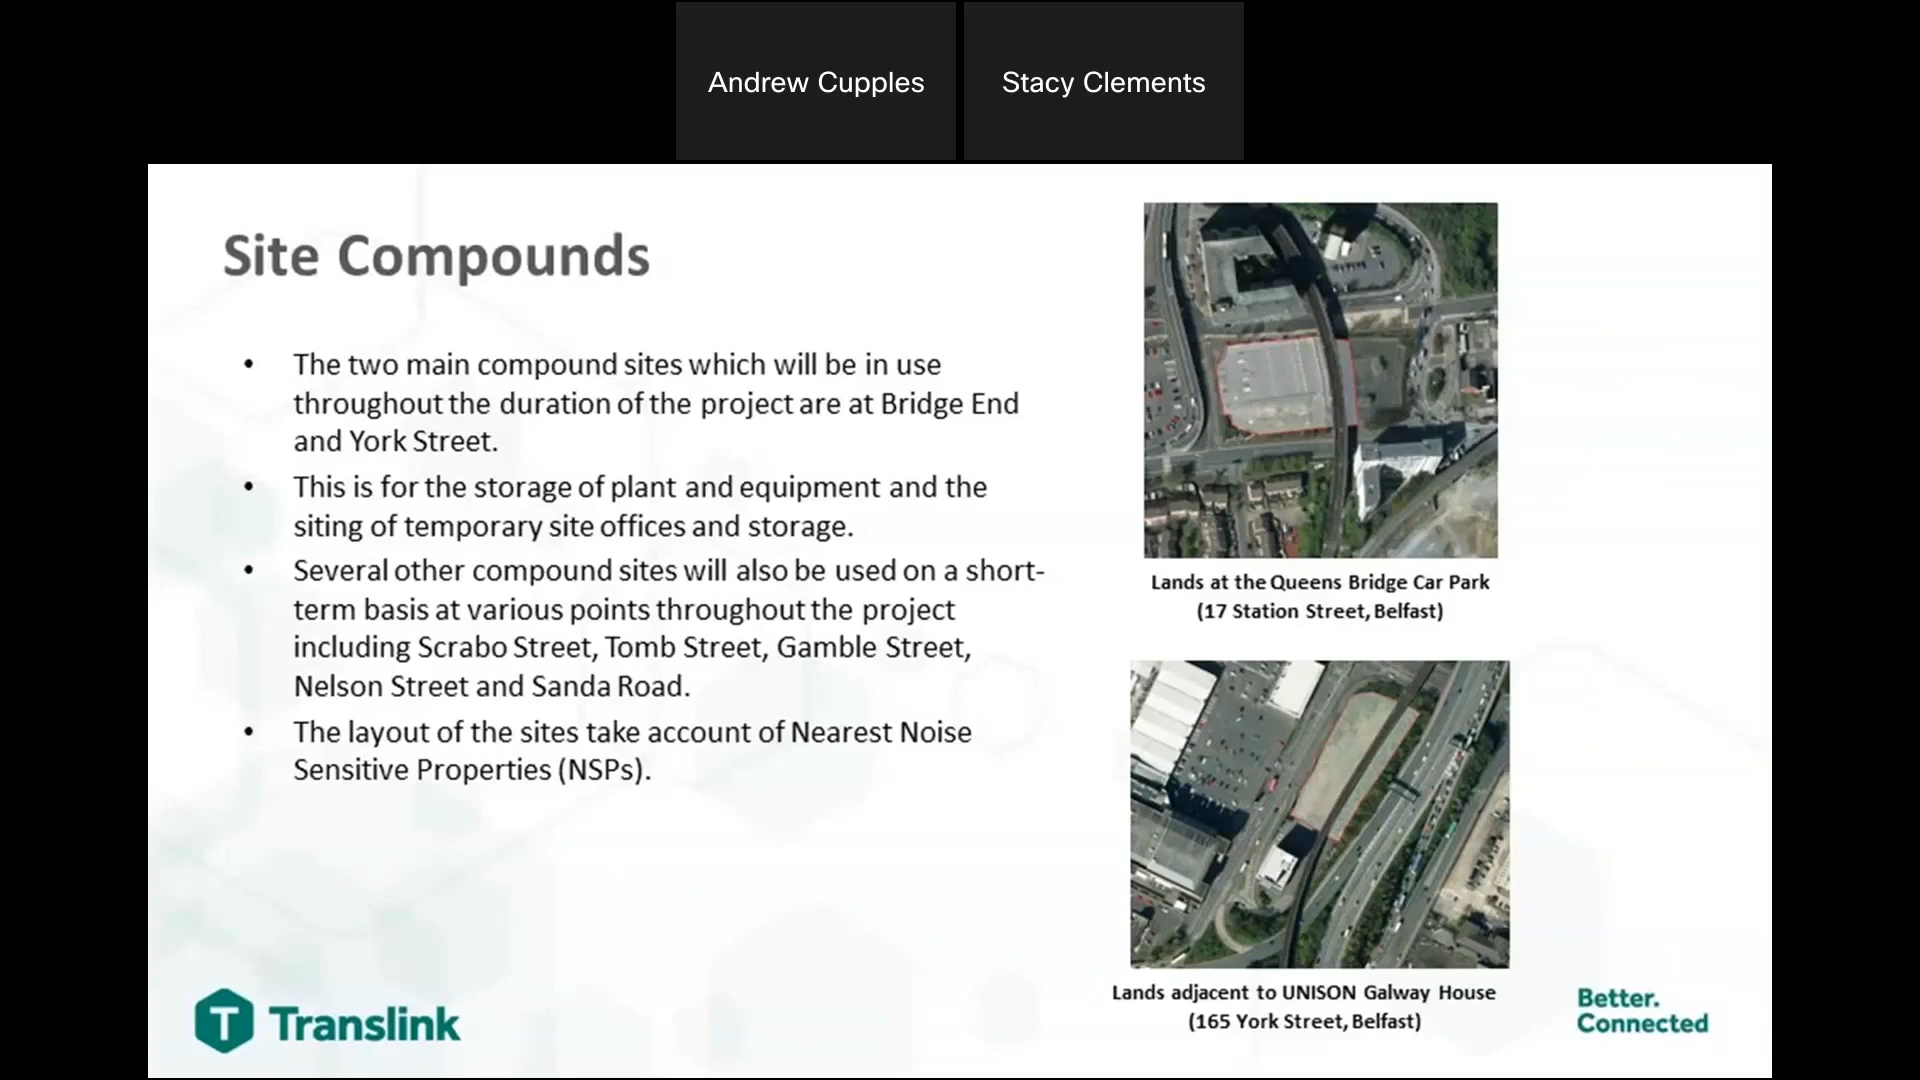 Andrew Cupples
Stacy Clements
Site Compounds
• The two main compound sites which will be in use
throughout the duration of the project are at Bridge End
and York Street.
• This is for the storage of plant and equipment and the
siting of temporary site offices and storage.
• Several other compound sites will also be used on a short-
term basis at various points throughout the project
including Scrabo Street, Tomb Street, Gamble Street,
Nelson Street and Sanda Road.
• The layout of the sites take account of Nearest Noise
Sensitive Properties (NSPs).
Lands at the Queens Bridge Car Park
(17 Station Street, Belfast)
Lands adjacent to UNISON Galway House
(165 York Street, Belfast)
T Translink
Better.
Connected